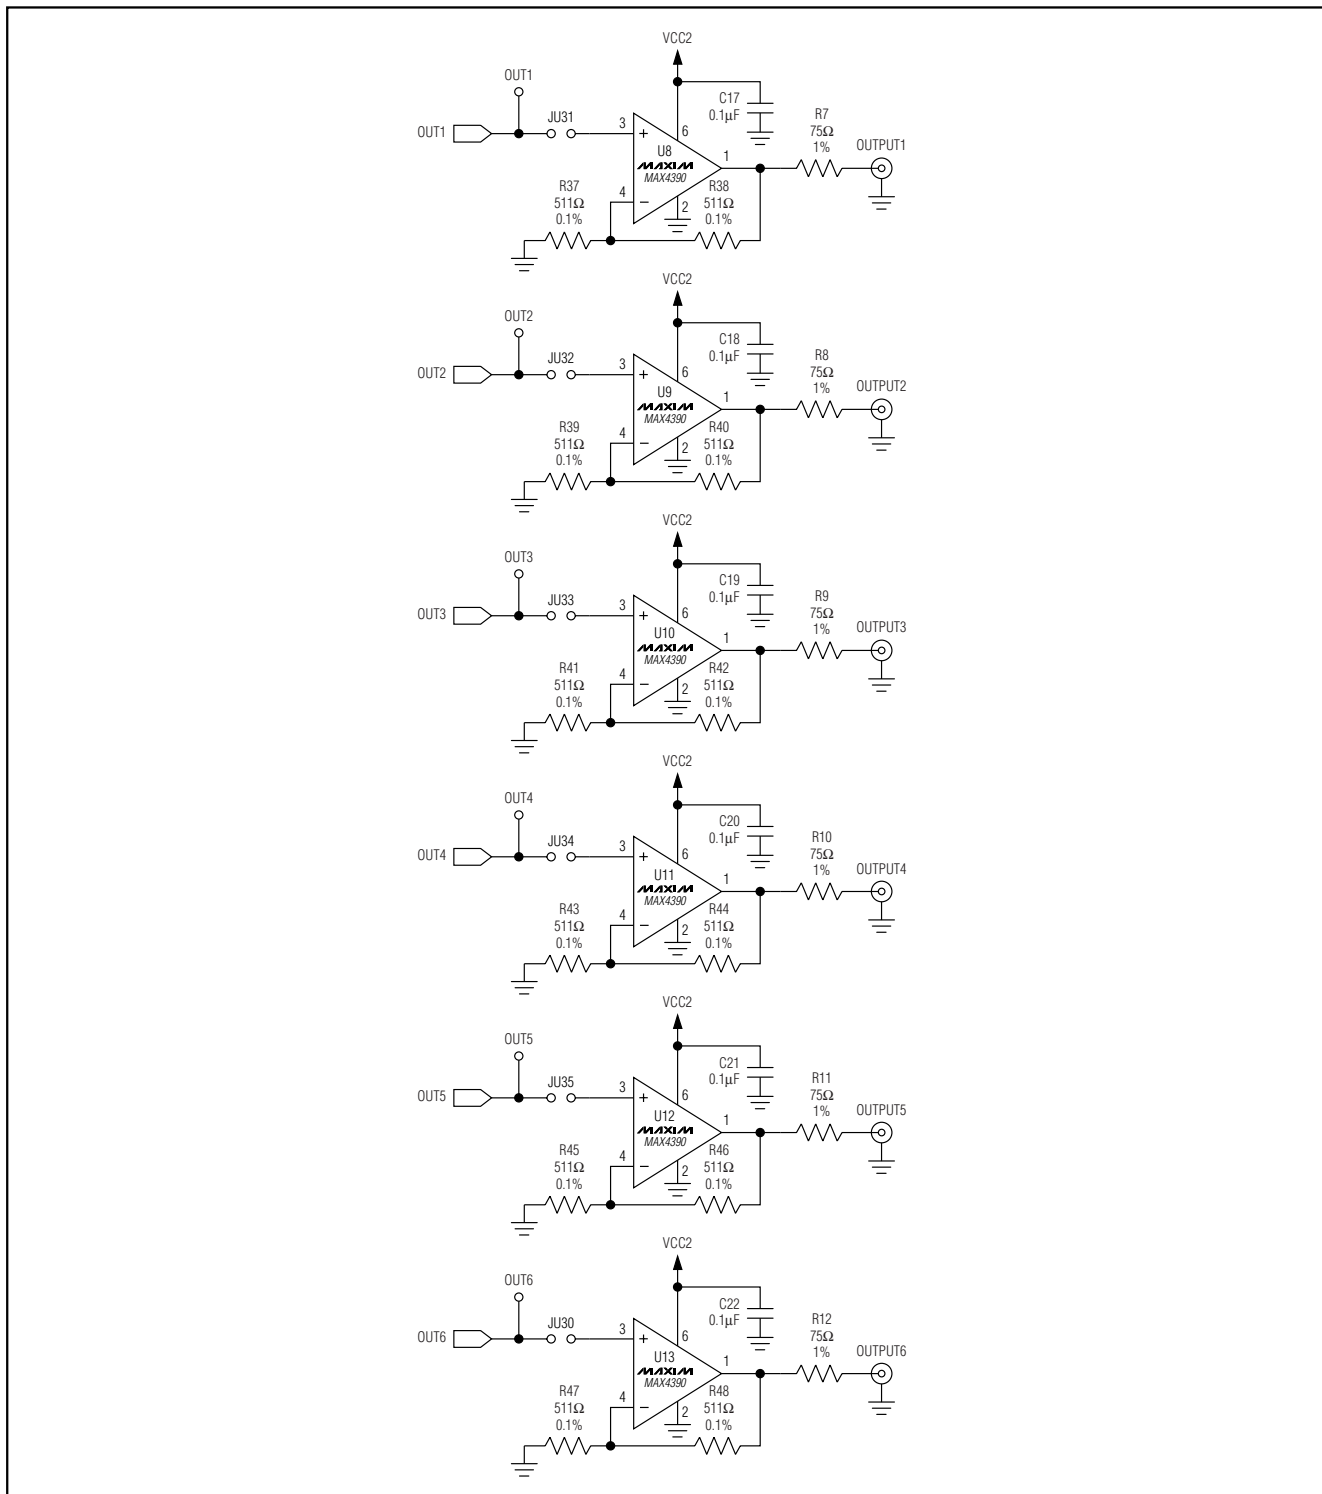 VCC2
OUT1
C17
0.1µF
R7
75Ω
1%
OUTPUT1
OUT1
JU31
3
+
6
U8
MAXIM
MAX4390
1
R37
511Ω
0.1%
4
−
2
R38
511Ω
0.1%
VCC2
OUT2
C18
0.1µF
R8
75Ω
1%
OUTPUT2
OUT2
JU32
3
+
6
U9
MAXIM
MAX4390
1
R39
511Ω
0.1%
4
−
2
R40
511Ω
0.1%
VCC2
OUT3
C19
0.1µF
R9
75Ω
1%
OUTPUT3
OUT3
JU33
3
+
6
U10
MAXIM
MAX4390
1
R41
511Ω
0.1%
4
−
2
R42
511Ω
0.1%
VCC2
OUT4
C20
0.1µF
R10
75Ω
1%
OUTPUT4
OUT4
JU34
3
+
6
U11
MAXIM
MAX4390
1
R43
511Ω
0.1%
4
−
2
R44
511Ω
0.1%
VCC2
OUT5
C21
0.1µF
R11
75Ω
1%
OUTPUT5
OUT5
JU35
3
+
6
U12
MAXIM
MAX4390
1
R45
511Ω
0.1%
4
−
2
R46
511Ω
0.1%
VCC2
OUT6
C22
0.1µF
R12
75Ω
1%
OUTPUT6
OUT6
JU30
3
+
6
U13
MAXIM
MAX4390
1
R47
511Ω
0.1%
4
−
2
R48
511Ω
0.1%